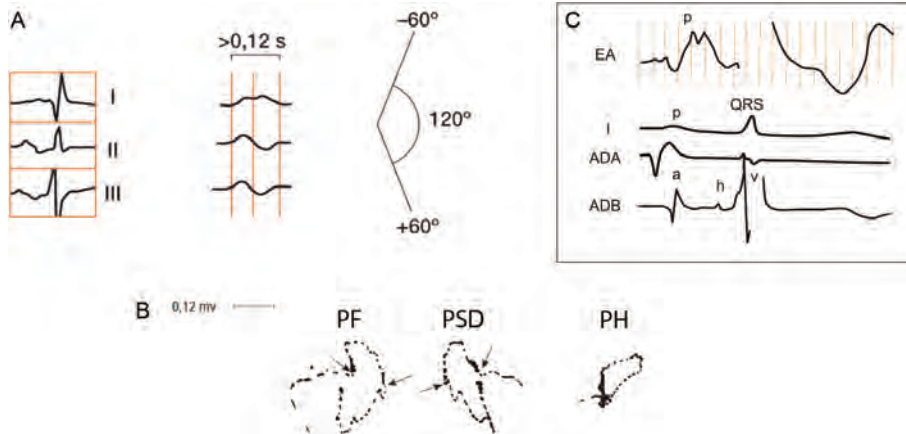 A
I
II
III
>0,12 s
–60º
120º
+60º
B
0,12 mv
PF
PSD
PH
C
EA
p
I
p
QRS
ADA
a
h
v
ADB